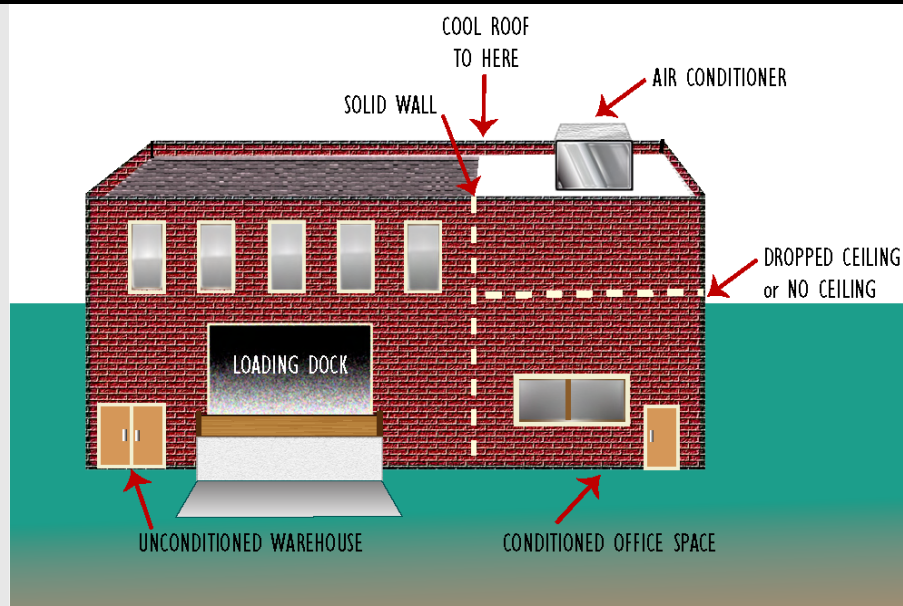 COOL ROOF
TO HERE
AIR CONDITIONER
SOLID WALL
DROPPED CEILING
or NO CEILING
LOADING DOCK
UNCONDITIONED WAREHOUSE
CONDITIONED OFFICE SPACE